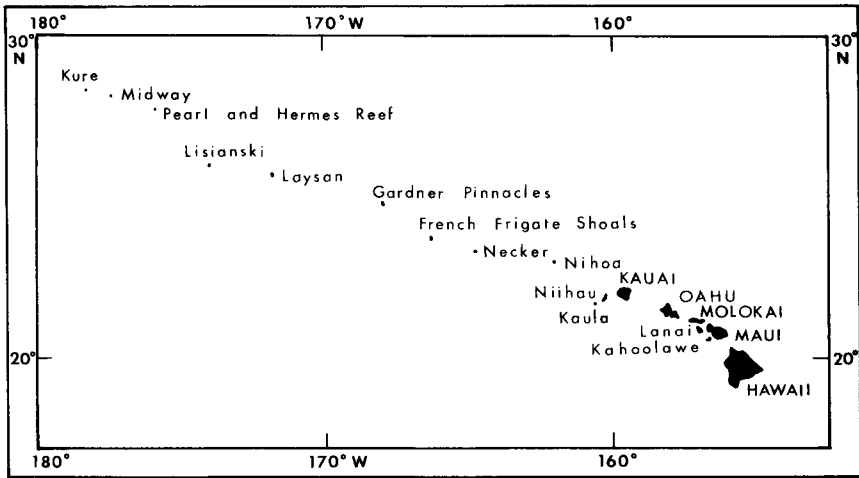 180° 170° W 160°
30° N
30° N
Kure
Midway
Pearl and Hermes Reef
Lisianski
Laysan
Gardner Pinnacles
French Frigate Shoals
Necker
Nihoa
KAUAI
Niihau
OAHU
Kaula
MOLOKAI
Lanai
MAUI
Kahoolawe
20°
20°
HAWAII
180° 170° W 160°